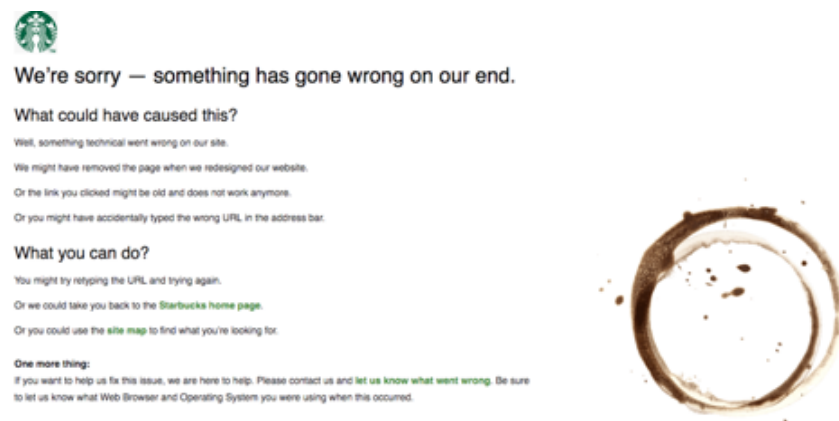 We're sorry — something has gone wrong on our end.
What could have caused this?
Well, something technical went wrong on our site.
We might have removed the page when we redesigned our website.
Or the link you clicked might be old and does not work anymore.
Or you might have accidentally typed the wrong URL in the address bar.
What you can do?
You might try retyping the URL and trying again.
Or we could take you back to the Starbucks home page.
Or you could use the site map to find what you're looking for.
One more thing:
If you want to help us fix this issue, we are here to help. Please contact us and let us know what went wrong. Be sure
to let us know what Web Browser and Operating System you were using when this occurred.